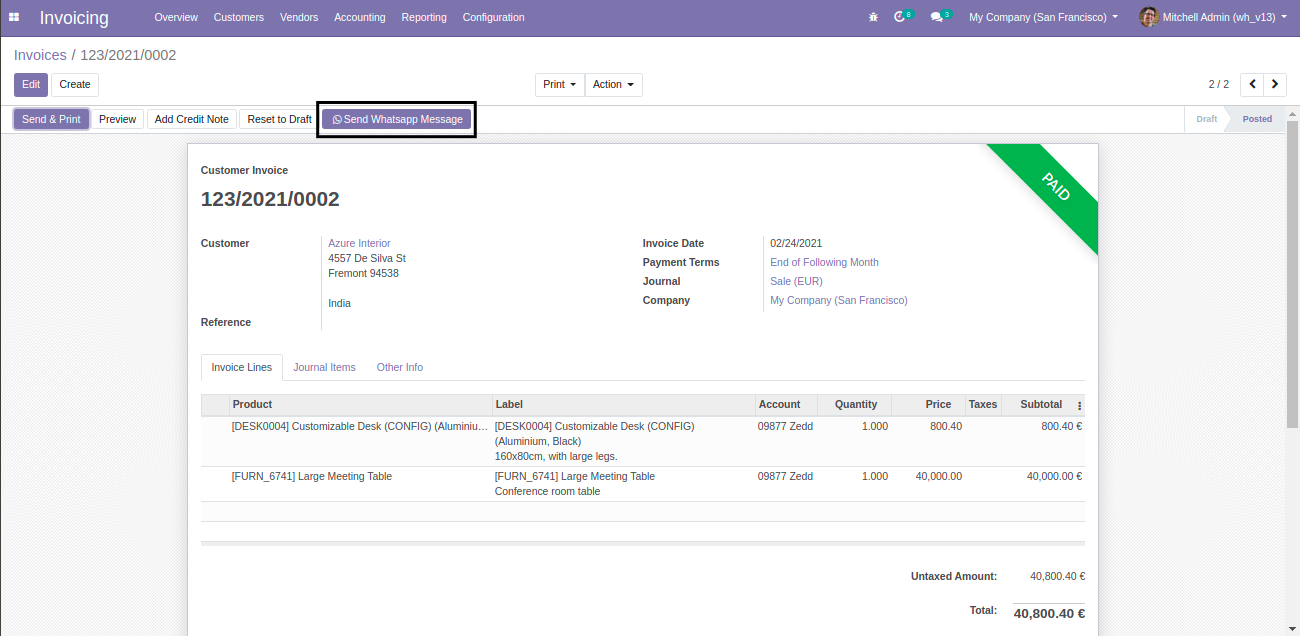 Invoicing Overview Customers Vendors Accounting Reporting Configuration 8 3 My Company (San Francisco) Mitchell Admin (wh_v13)
Invoices / 123/2021/0002
Edit Create Print Action 2 / 2
Send & Print Preview Add Credit Note Reset to Draft Send Whatsapp Message Draft Posted
Customer Invoice
PAID
123/2021/0002
Customer Azure Interior Invoice Date 02/24/2021
4557 De Silva St Payment Terms End of Following Month
Fremont 94538 Journal Sale (EUR)
India Company My Company (San Francisco)
Reference
Invoice Lines Journal Items Other Info
Product Label Account Quantity Price Taxes Subtotal
[DESK0004] Customizable Desk (CONFIG) (Aluminiu... [DESK0004] Customizable Desk (CONFIG) 09877 Zedd 1.000 800.40 800.40 €
(Aluminium, Black)
160x80cm, with large legs.
[FURN_6741] Large Meeting Table [FURN_6741] Large Meeting Table 09877 Zedd 1.000 40,000.00 40,000.00 €
Conference room table
Untaxed Amount: 40,800.40 €
Total: 40,800.40 €